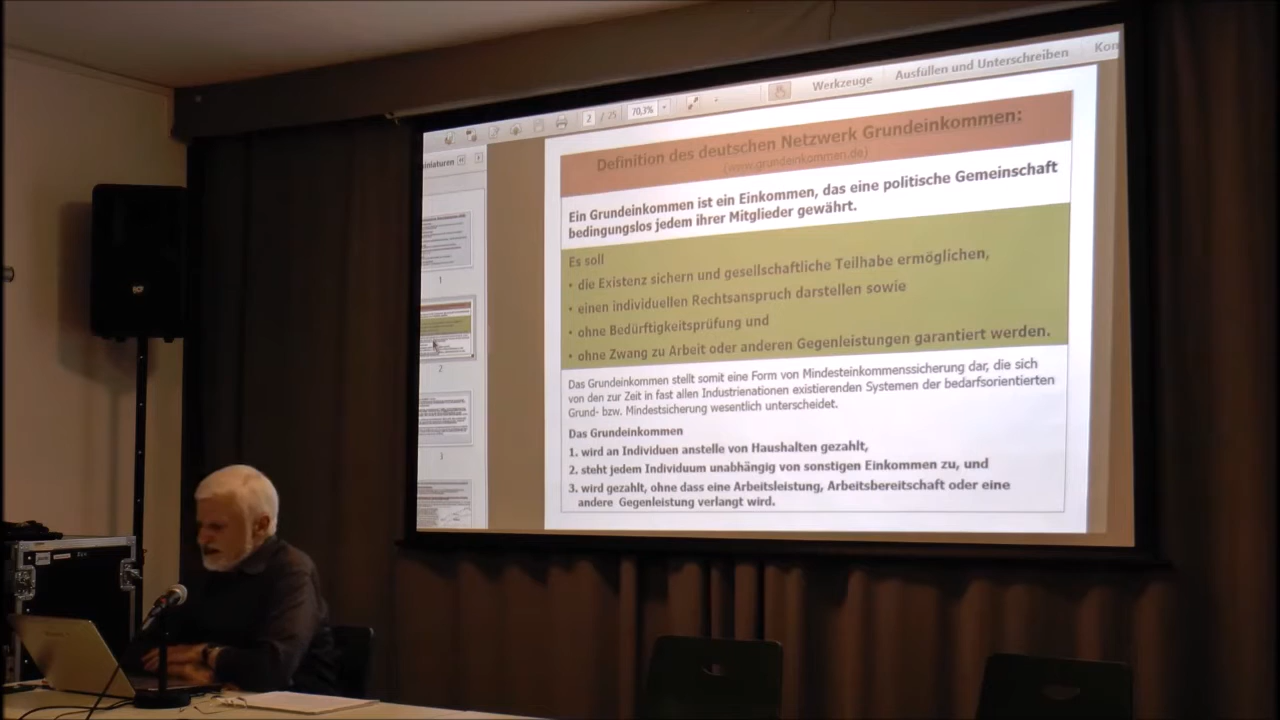 Werkzeuge
Ausfüllen und Unterschreiben
Kon
2 / 25
70,3%
iniaturen
Definition des deutschen Netzwerk Grundeinkommen:
(www.grundeinkommen.de)
Ein Grundeinkommen ist ein Einkommen, das eine politische Gemeinschaft
bedingungslos jedem ihrer Mitglieder gewährt.
Es soll
• die Existenz sichern und gesellschaftliche Teilhabe ermöglichen,
• einen individuellen Rechtsanspruch darstellen sowie
• ohne Bedürftigkeitsprüfung und
• ohne Zwang zu Arbeit oder anderen Gegenleistungen garantiert werden.
Das Grundeinkommen stellt somit eine Form von Mindesteinkommenssicherung dar, die sich
von den zur Zeit in fast allen Industrienationen existierenden Systemen der bedarfsorientierten
Grund- bzw. Mindestsicherung wesentlich unterscheidet.
Das Grundeinkommen
1. wird an Individuen anstelle von Haushalten gezahlt,
2. steht jedem Individuum unabhängig von sonstigen Einkommen zu, und
3. wird gezahlt, ohne dass eine Arbeitsleistung, Arbeitsbereitschaft oder eine
andere Gegenleistung verlangt wird.
1
2
3